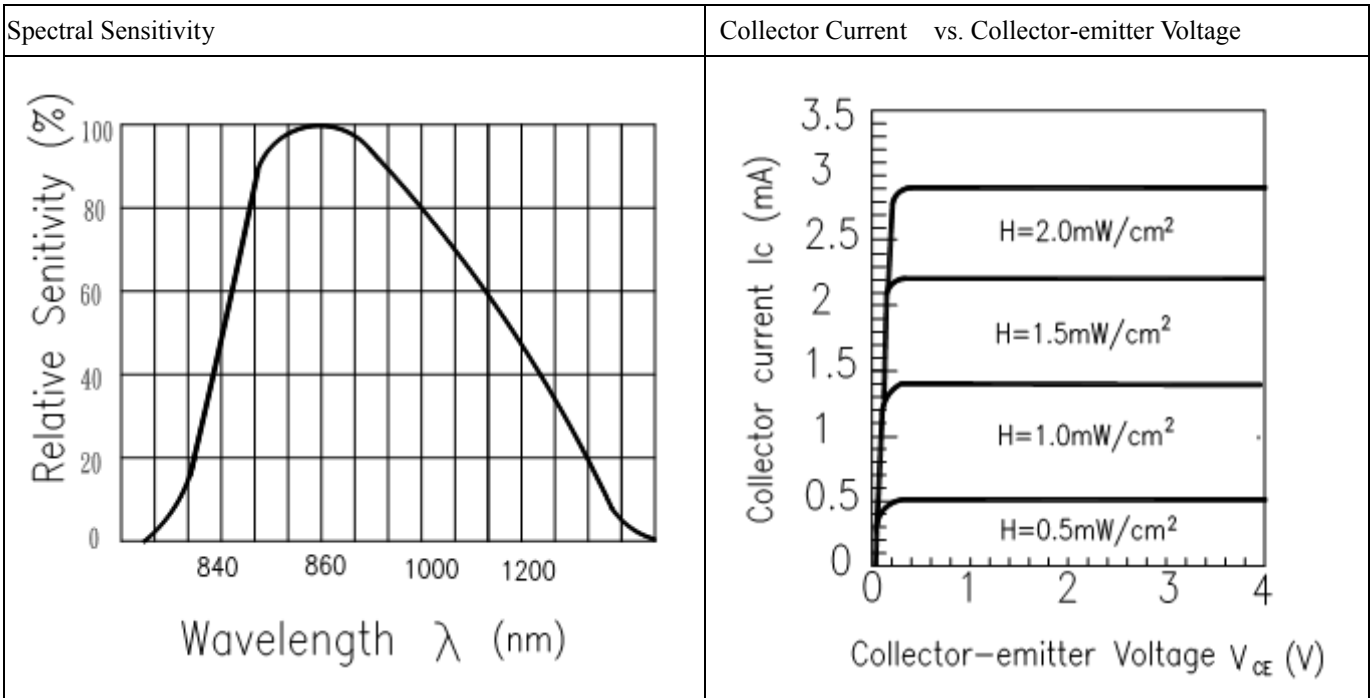 Spectral Sensitivity
Collector Current vs. Collector-emitter Voltage
Relative Senitivity (%)
100
80
60
40
20
0
840 860 1000 1200
Wavelength λ (nm)
Collector current Ic (mA)
3.5
3
2.5
2
1.5
1
0.5
0
H=2.0mW/cm²
H=1.5mW/cm²
H=1.0mW/cm²
H=0.5mW/cm²
0 1 2 3 4
Collector-emitter Voltage VCE (V)